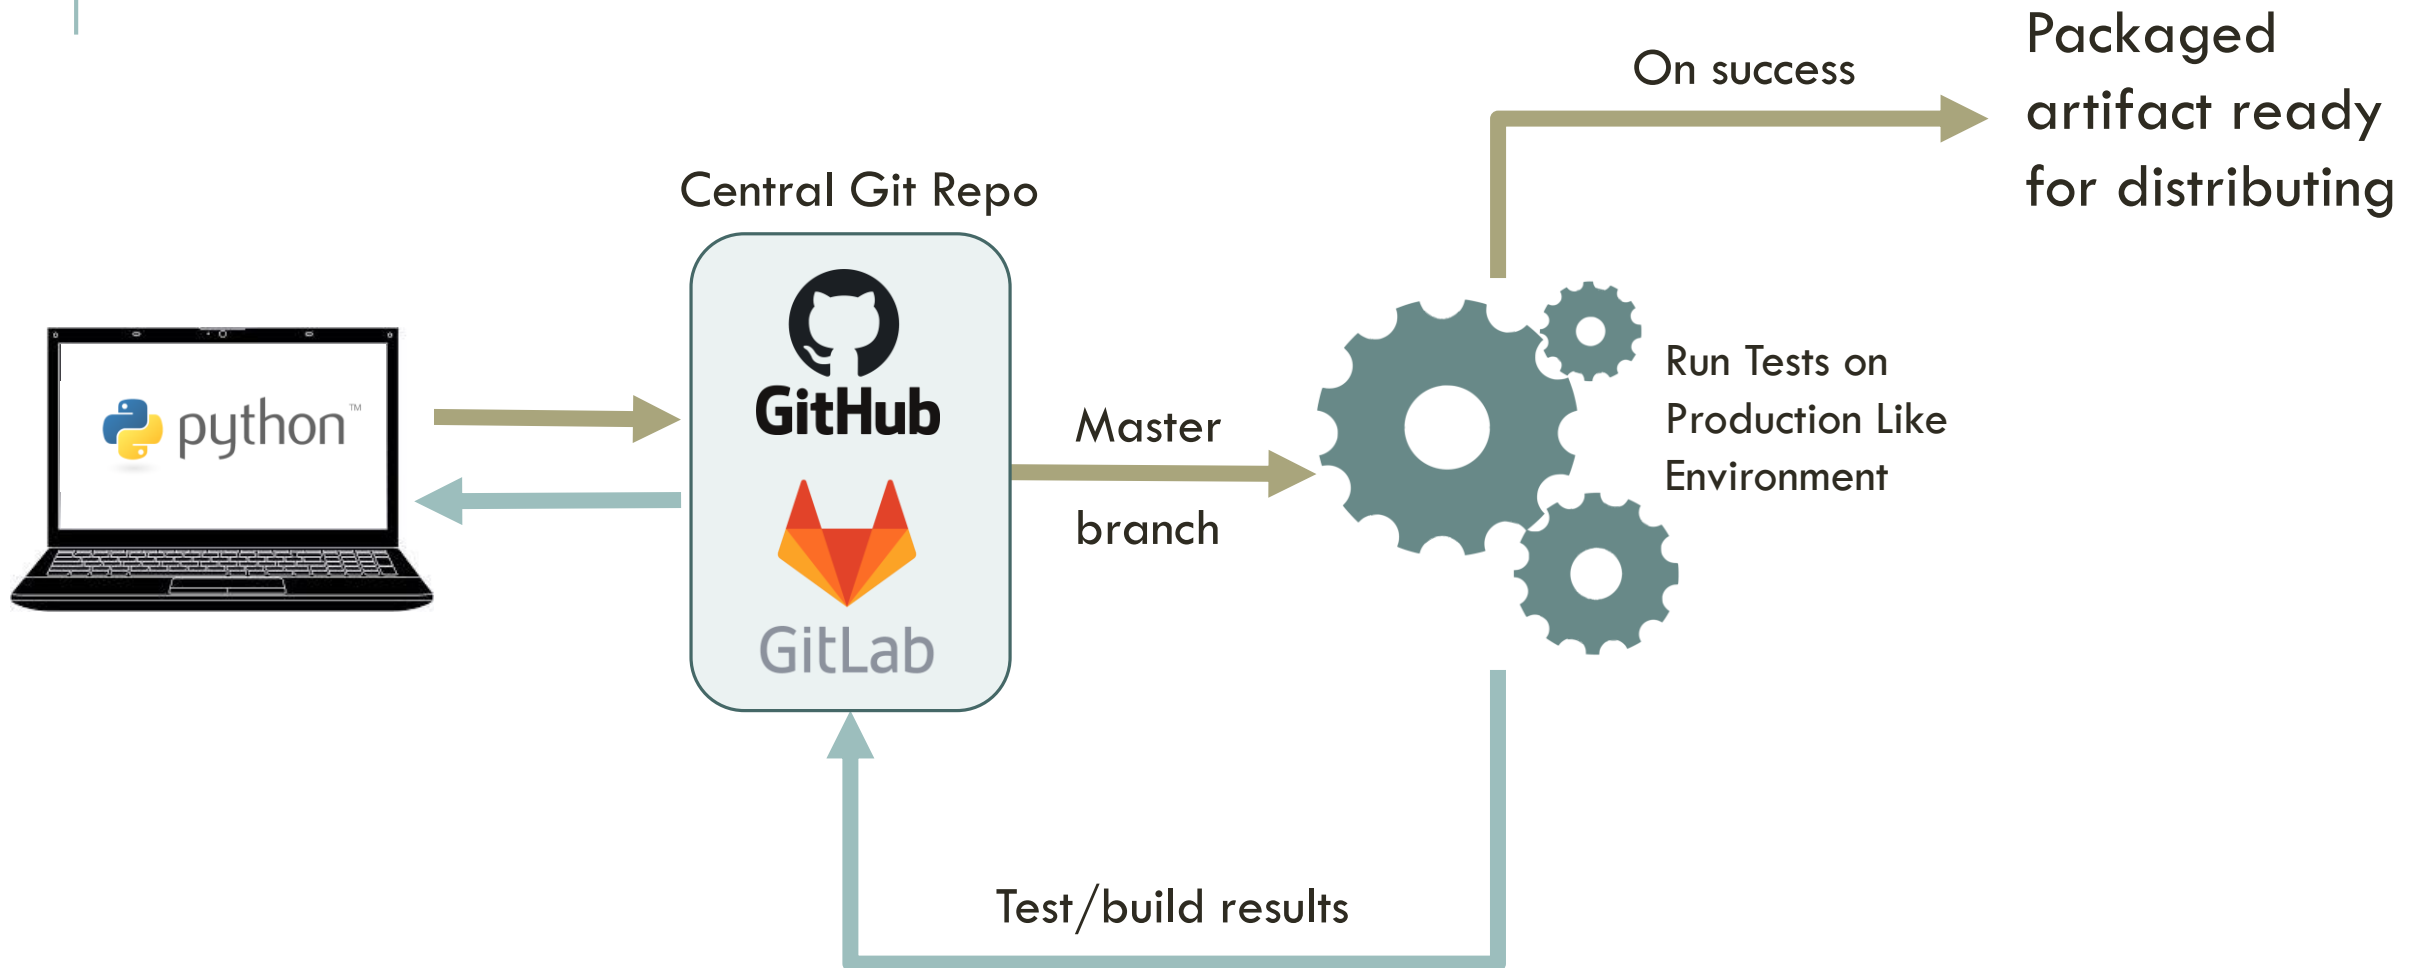 Packaged
artifact ready
for distributing
On success
Central Git Repo
GitHub
GitLab
python™
Master
branch
Run Tests on
Production Like
Environment
Test/build results